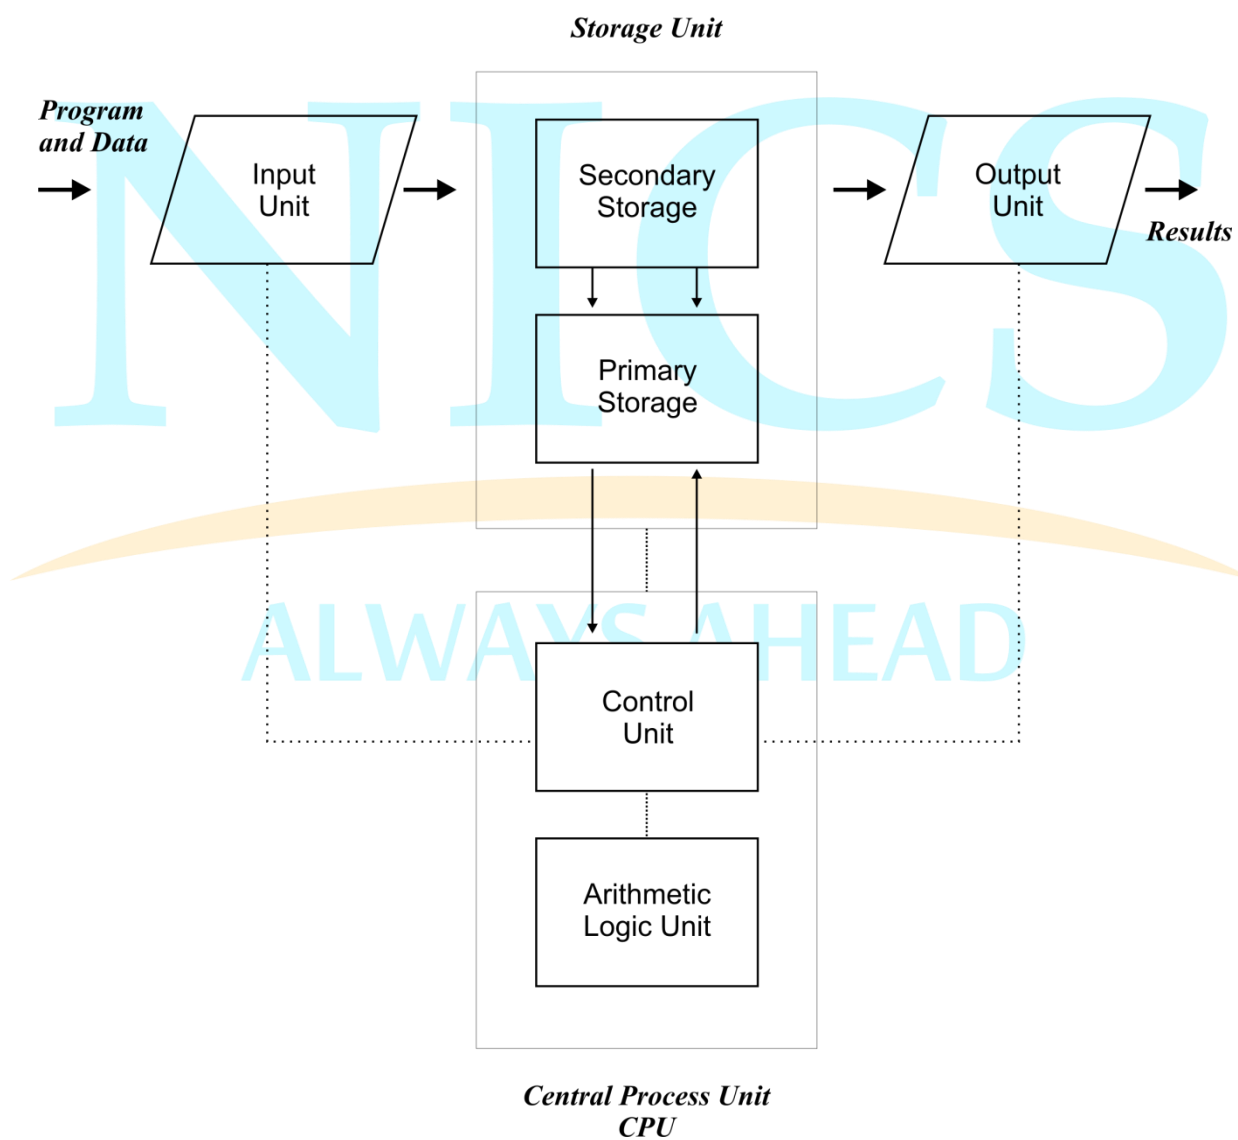 Storage Unit
Program
and Data
Input
Unit
Secondary
Storage
Output
Unit
Results
Primary
Storage
Control
Unit
Arithmetic
Logic Unit
Central Process Unit
CPU
NICS
ALWAYS AHEAD